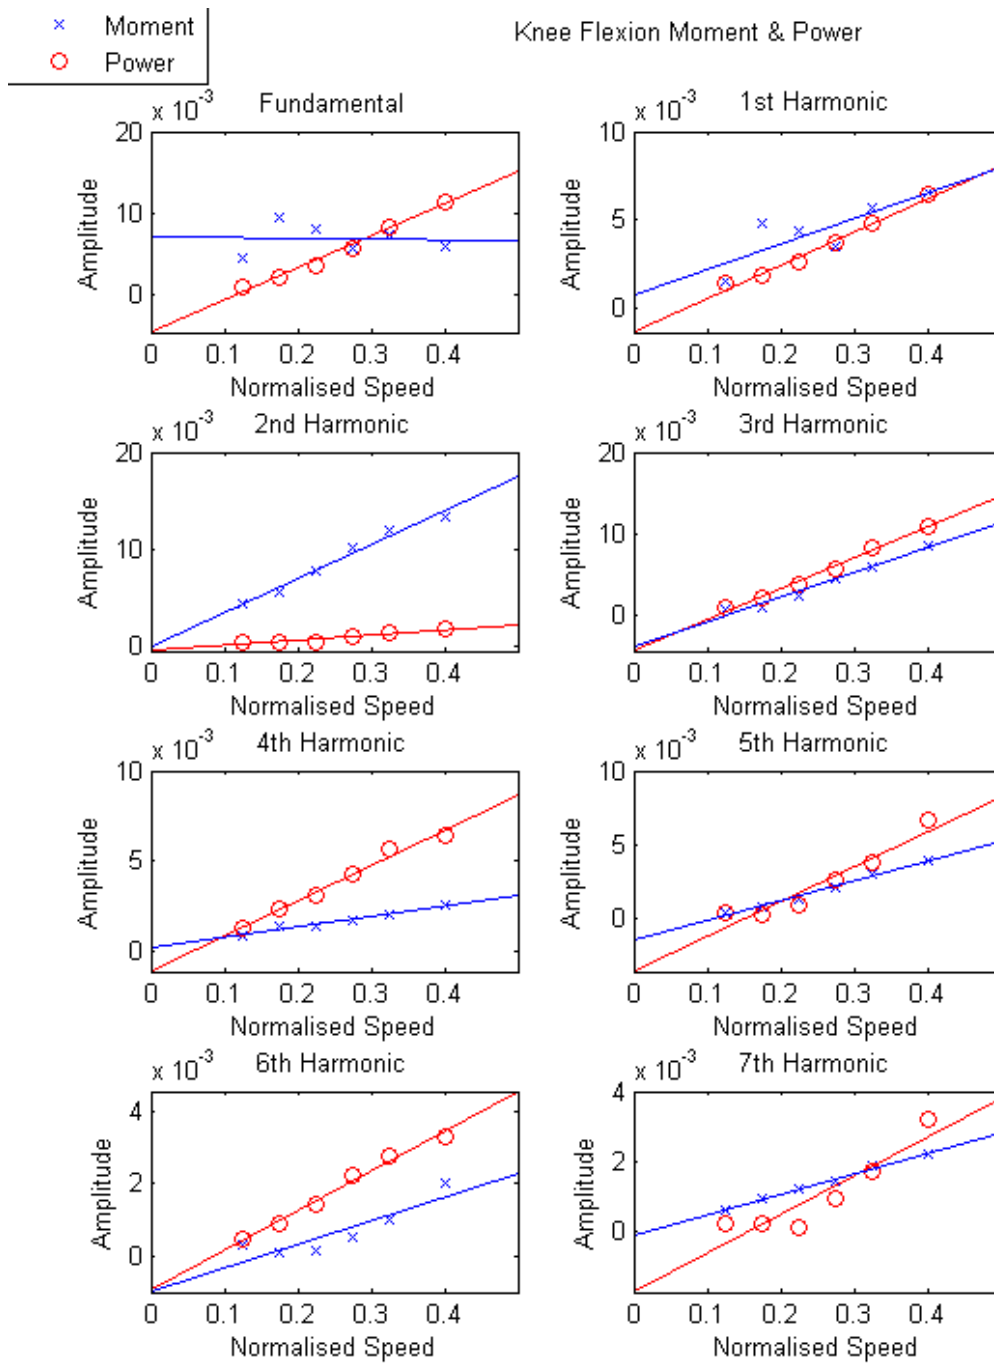 Moment
Power
Knee Flexion Moment & Power
x 10^-3
Fundamental
20
10
0
Amplitude
0 0.1 0.2 0.3 0.4
Normalised Speed
x 10^-3
1st Harmonic
10
5
0
Amplitude
0 0.1 0.2 0.3 0.4
Normalised Speed
x 10^-3
2nd Harmonic
20
10
0
Amplitude
0 0.1 0.2 0.3 0.4
Normalised Speed
x 10^-3
3rd Harmonic
20
10
0
Amplitude
0 0.1 0.2 0.3 0.4
Normalised Speed
x 10^-3
4th Harmonic
10
5
0
Amplitude
0 0.1 0.2 0.3 0.4
Normalised Speed
x 10^-3
5th Harmonic
10
5
0
Amplitude
0 0.1 0.2 0.3 0.4
Normalised Speed
x 10^-3
6th Harmonic
4
2
0
Amplitude
0 0.1 0.2 0.3 0.4
Normalised Speed
x 10^-3
7th Harmonic
4
2
0
Amplitude
0 0.1 0.2 0.3 0.4
Normalised Speed